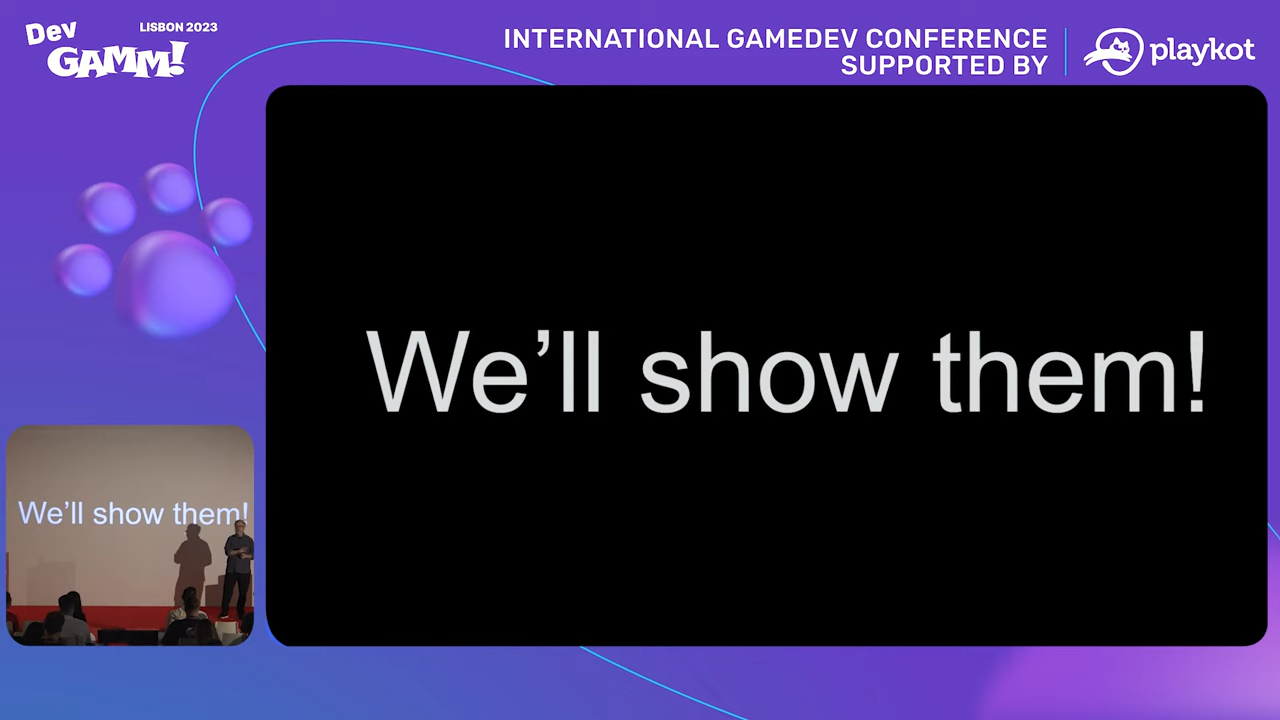 Dev
GAMM!
LISBON 2023
INTERNATIONAL GAMEDEV CONFERENCE
SUPPORTED BY
playkot
We’ll show them!
We’ll show them!